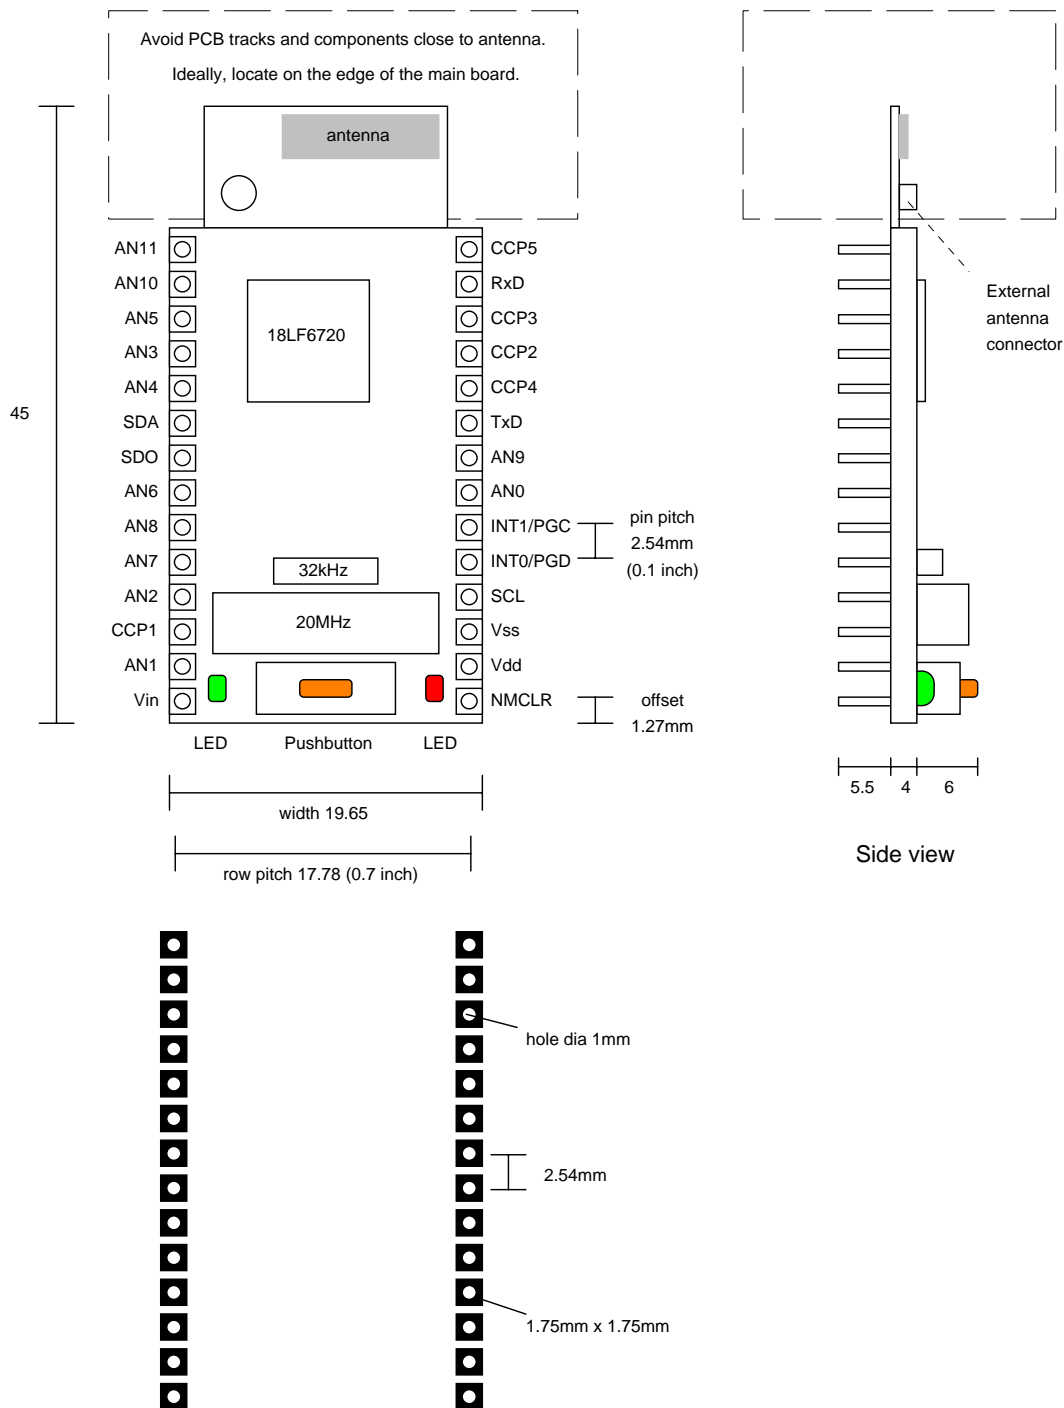 Avoid PCB tracks and components close to antenna.
Ideally, locate on the edge of the main board.
antenna
AN11
AN10
AN5
AN3
AN4
SDA
SDO
AN6
AN8
AN7
AN2
CCP1
AN1
Vin
18LF6720
32kHz
20MHz
CCP5
RxD
CCP3
CCP2
CCP4
TxD
AN9
AN0
INT1/PGC
INT0/PGD
SCL
Vss
Vdd
NMCLR
45
pin pitch
2.54mm
(0.1 inch)
offset
1.27mm
LED
Pushbutton
LED
width 19.65
row pitch 17.78 (0.7 inch)
External
antenna
connector
5.5
4
6
Side view
hole dia 1mm
2.54mm
1.75mm x 1.75mm